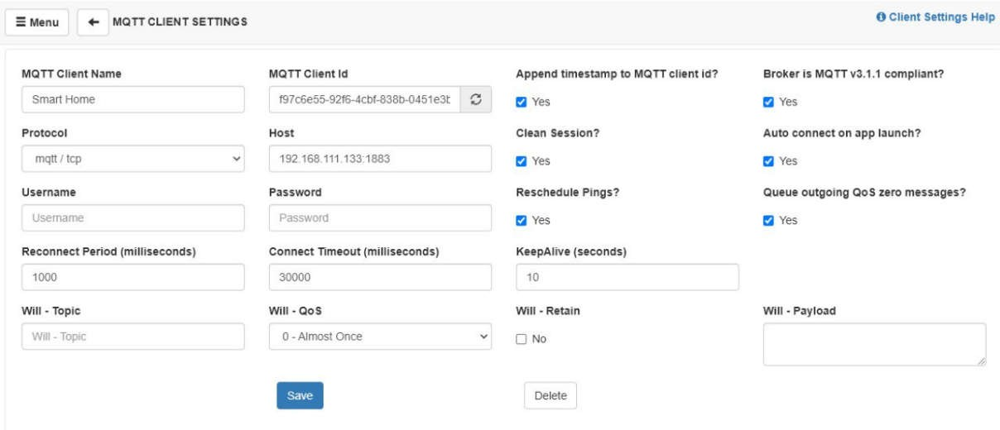 Menu MQTT CLIENT SETTINGS Client Settings Help
MQTT Client Name MQTT Client Id Append timestamp to MQTT client id? Broker is MQTT v3.1.1 compliant?
Smart Home f97c6e55-92f6-4cbf-838b-0451e3b Yes Yes
Protocol Host Clean Session? Auto connect on app launch?
mqtt / tcp 192.168.111.133:1883 Yes Yes
Username Password Reschedule Pings? Queue outgoing QoS zero messages?
Username Password Yes Yes
Reconnect Period (milliseconds) Connect Timeout (milliseconds) KeepAlive (seconds)
1000 30000 10
Will - Topic Will - QoS Will - Retain Will - Payload
Will - Topic 0 - Almost Once No
Save Delete